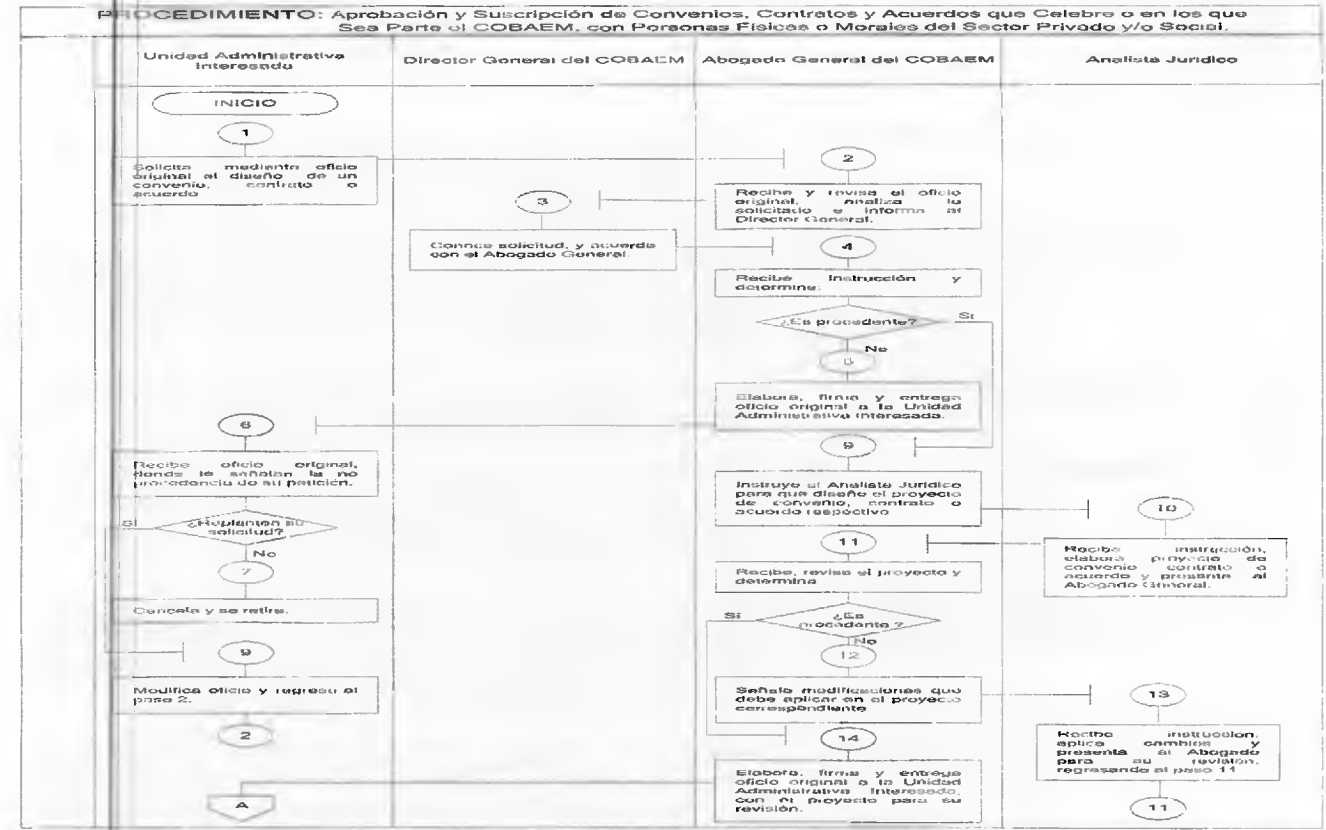 PROCEDIMIENTO: Aprobación y Suscripción de Convenios, Contratos y Acuerdos que Celebre o en los que
Sea Parte el COBAEM, con Personas Físicas o Morales del Sector Privado y/o Social.
Unidad Administrativa
Interesada
Director General del COBAEM
Abogado General del COBAEM
Analista Jurídico
INICIO
1
Solicita mediante oficio
original el diseño de un
convenio, contrato o
acuerdo
2
Recibe y revisa el oficio
original, analiza lo
solicitado e informa al
Director General.
3
Conoce solicitud, y acuerda
con el Abogado General.
4
Recibe instrucción y
determina:
¿Es procedente?
Si
No
Elabora, firma y entrega
oficio original a la Unidad
Administrativa Interesada.
6
Recibe oficio original,
donde le señalan la no
procedencia de su petición.
¿Replantea su
solicitud?
Si
No
7
Cancela y se retira.
9
Modifica oficio y regresa al
paso 2.
2
9
Instruye al Analista Jurídico
para que diseñe el proyecto
de convenio, contrato o
acuerdo respectivo
10
Recibe instrucción,
elabora proyecto de
convenio contrato o
acuerdo y presenta al
Abogado General.
11
Recibe, revisa el proyecto y
determina
¿Es
procedente ?
Si
No
12
Señala modificaciones que
debe aplicar en el proyecto
correspondiente
13
Recibe instrucción,
aplica cambios y
presenta al Abogado
para su revisión,
regresando al paso 11
11
14
Elabora, firma y entrega
oficio original a la Unidad
Administrativa Interesada,
con el proyecto para su
revisión.
A